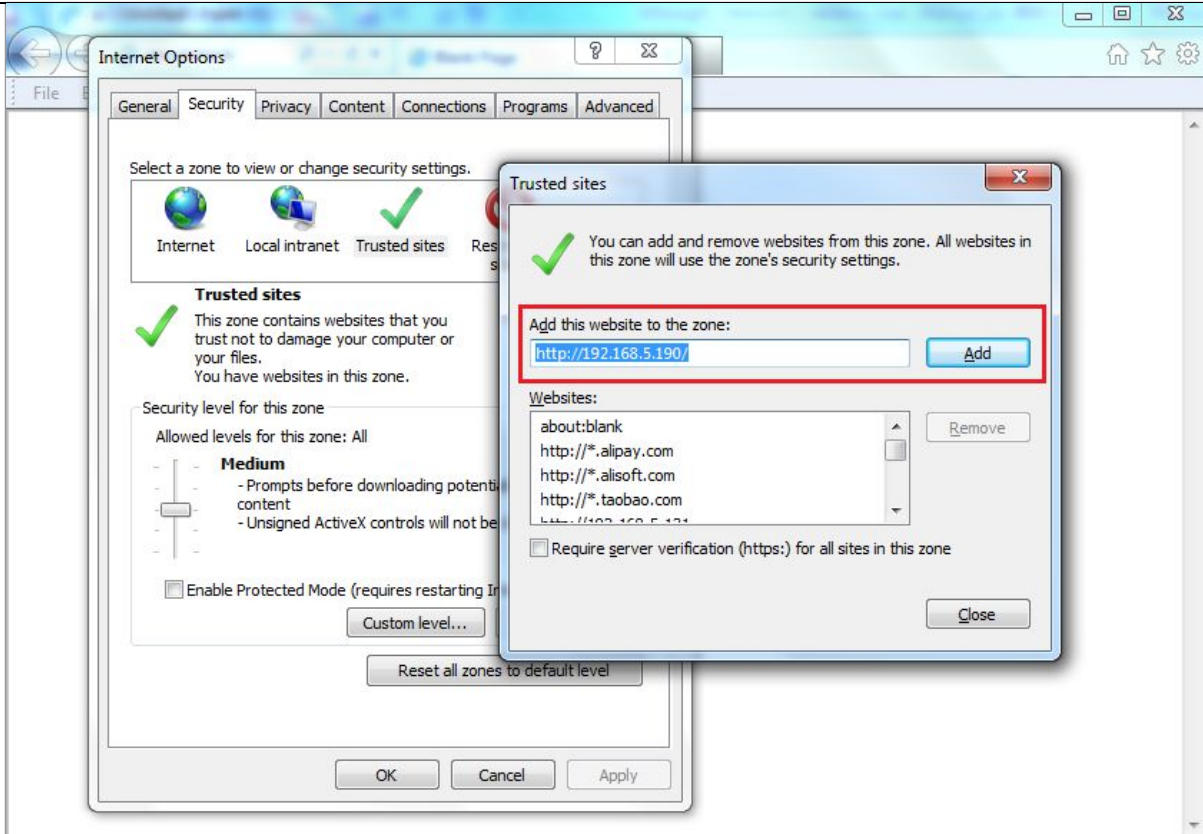 Internet Options
File
General Security Privacy Content Connections Programs Advanced
Select a zone to view or change security settings.
Internet Local intranet Trusted sites
Trusted sites
This zone contains websites that you
trust not to damage your computer or
your files.
You have websites in this zone.
Security level for this zone
Allowed levels for this zone: All
Medium
- Prompts before downloading
content
- Unsigned ActiveX controls will not be
Enable Protected Mode (requires restarting
Custom level...
Reset all zones to default level
OK Cancel Apply
Trusted sites
You can add and remove websites from this zone. All websites in
this zone will use the zone's security settings.
Add this website to the zone:
http://192.168.5.190/
Add
Websites:
about:blank
http://*.alipay.com
http://*.alisoft.com
http://*.taobao.com
Remove
Require server verification (https:) for all sites in this zone
Close